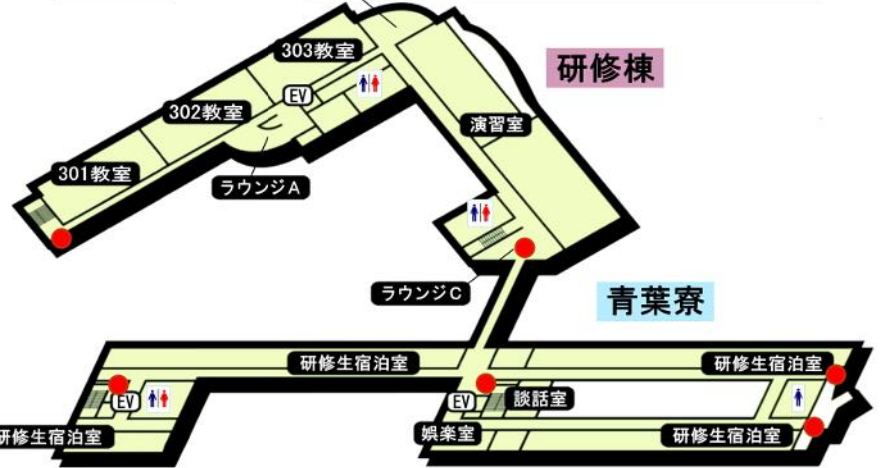 303教室
研修棟
EV
302教室
演習室
301教室
ラウンジA
ラウンジC
青葉寮
研修生宿泊室
研修生宿泊室
EV
EV
談話室
研修生宿泊室
娯楽室
研修生宿泊室